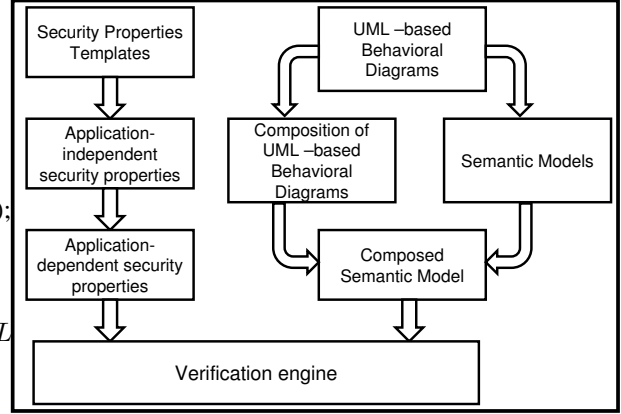 Security Properties
Templates
UML –based
Behavioral
Diagrams
Application-
independent
security properties
Composition of
UML –based
Behavioral
Diagrams
Semantic Models
);
Application-
dependent security
properties
Composed
Semantic Model
L
Verification engine